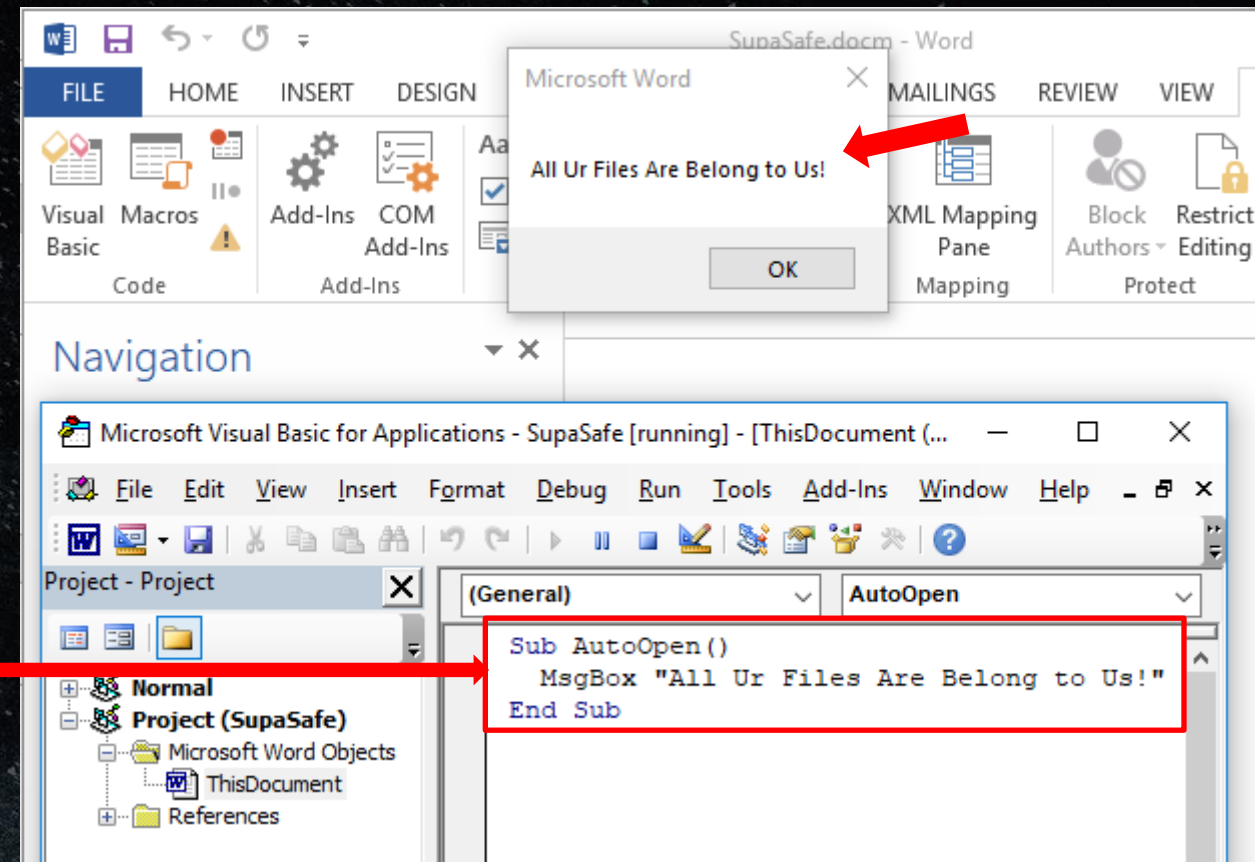 SupaSafe.docm - Word
FILE HOME INSERT DESIGN MAILINGS REVIEW VIEW
Microsoft Word
All Ur Files Are Belong to Us!
OK
Visual Basic
Macros
Add-Ins
COM Add-Ins
Aa
XML Mapping Pane
Block Authors
Restrict Editing
Code Add-Ins Mapping Protect
Navigation
Microsoft Visual Basic for Applications - SupaSafe [running] - [ThisDocument (...
File Edit View Insert Format Debug Run Tools Add-Ins Window Help
Project - Project
(General) AutoOpen
Normal
Project (SupaSafe)
Microsoft Word Objects
ThisDocument
References
Sub AutoOpen()
MsgBox "All Ur Files Are Belong to Us!"
End Sub